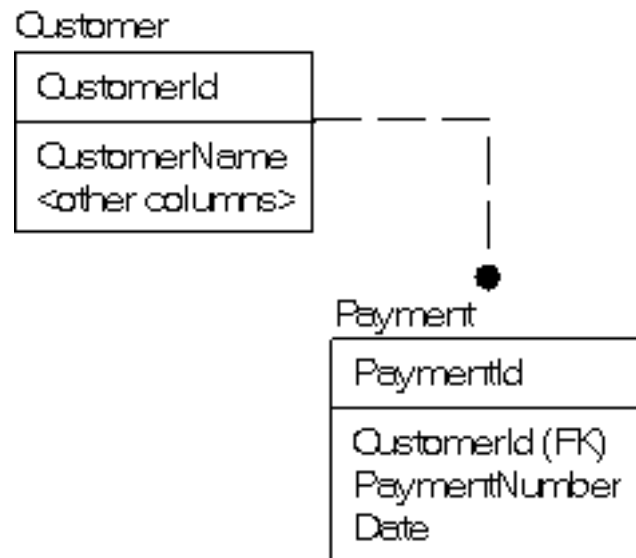 Customer
CustomerId
CustomerName
<other columns>
Payment
PaymentId
CustomerId (FK)
PaymentNumber
Date